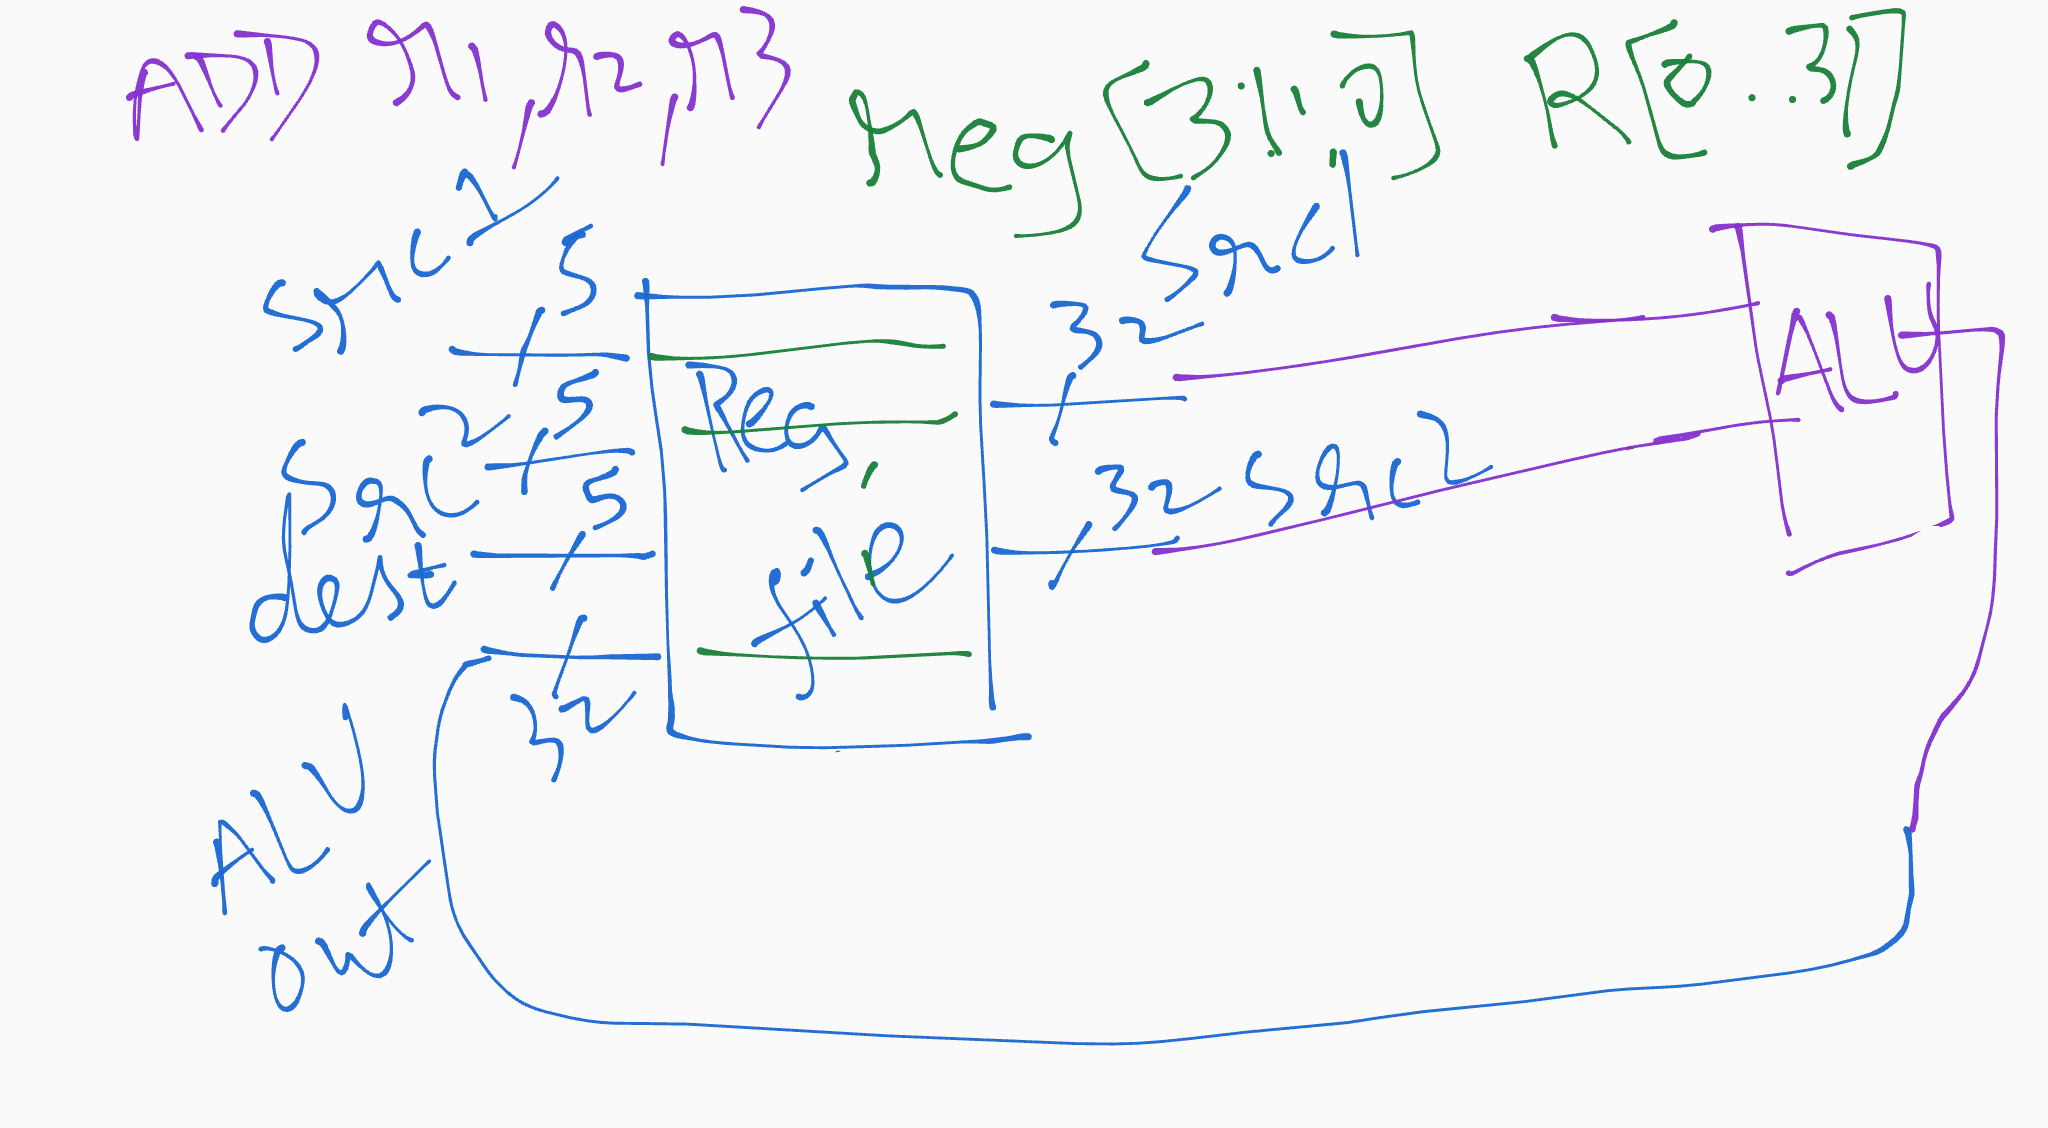 ADD r1, r2, r3
reg [31:0] R[0..31]
src1 5
src2 5
dest 5
32
ALU
out
Reg
file
32 src1
32 src2
ALU